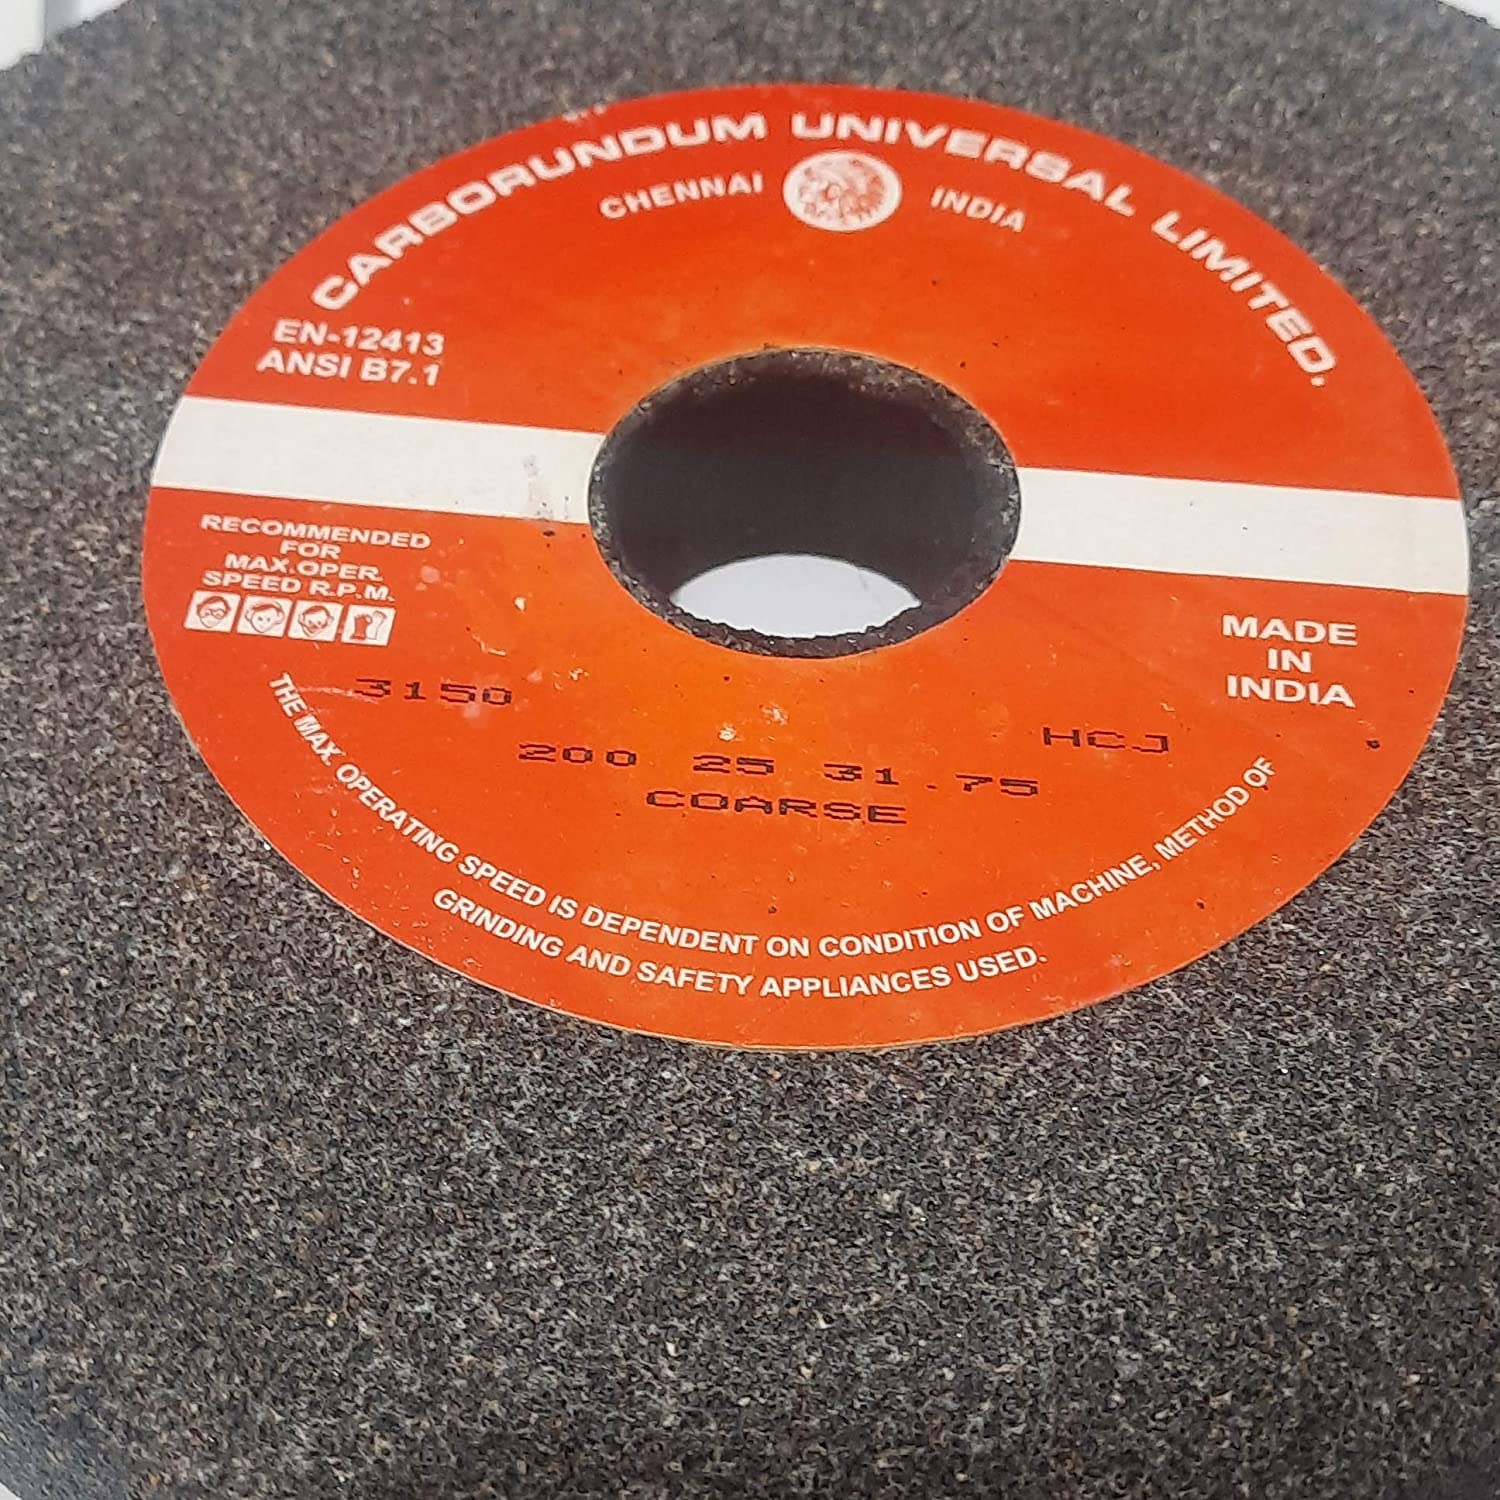 CARBORUNDUM UNIVERSAL LIMITED.
CHENNAI INDIA
EN-12413
ANSI B7.1
RECOMMENDED
FOR
MAX.OPER.
SPEED R.P.M.
MADE
IN
INDIA
3150
HCJ
200 25 31.75
COARSE
THE MAX. OPERATING SPEED IS DEPENDENT ON CONDITION OF MACHINE, METHOD OF
GRINDING AND SAFETY APPLIANCES USED.